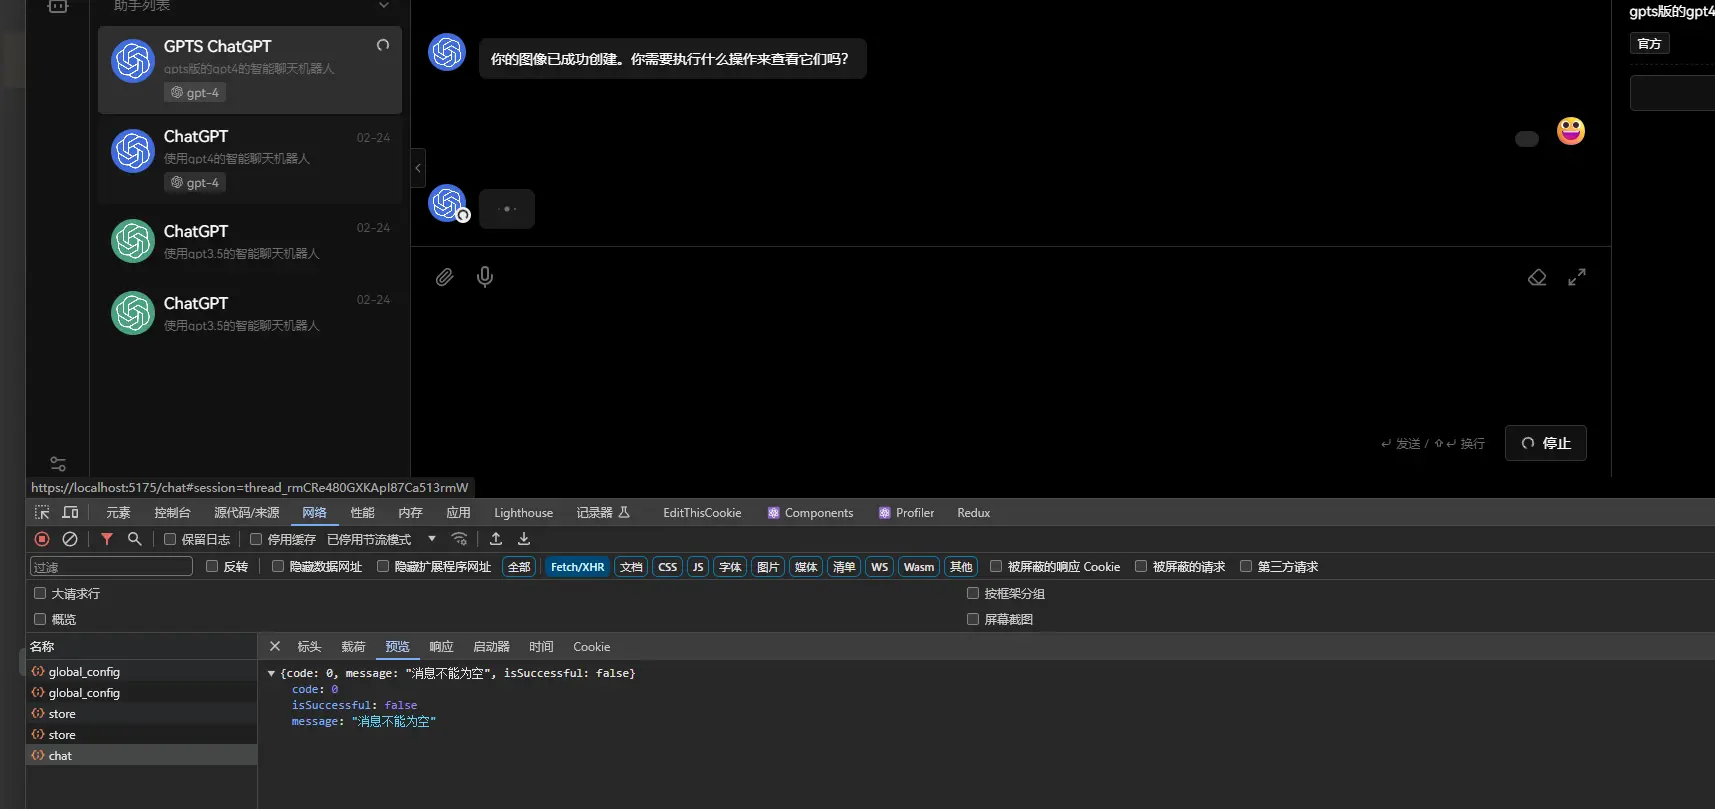 助手列表
GPTS ChatGPT
gpts版的gpt4的智能聊天机器人
gpt-4
ChatGPT
02-24
使用gpt4的智能聊天机器人
gpt-4
ChatGPT
02-24
使用gpt3.5的智能聊天机器人
ChatGPT
02-24
使用gpt3.5的智能聊天机器人
你的图像已成功创建。你需要执行什么操作来查看它们吗?
gpts版的gpt4
官方
发送 / 换行
停止
https://localhost:5175/chat#session=thread_rmCRe480GXKApI87Ca513rmW
元素 控制台 源代码/来源 网络 性能 内存 应用 Lighthouse 记录器 EditThisCookie Components Profiler Redux
保留日志 停用缓存 已停用节流模式
过滤 反转 隐藏数据网址 隐藏扩展程序网址 全部 Fetch/XHR 文档 CSS JS 字体 图片 媒体 清单 WS Wasm 其他 被屏蔽的响应 Cookie 被屏蔽的请求 第三方请求
大请求行 按框架分组
概览 屏幕截图
名称
global_config
global_config
store
store
chat
标头 载荷 预览 响应 启动器 时间 Cookie
{code: 0, message: "消息不能为空", isSuccessful: false}
code: 0
isSuccessful: false
message: "消息不能为空"